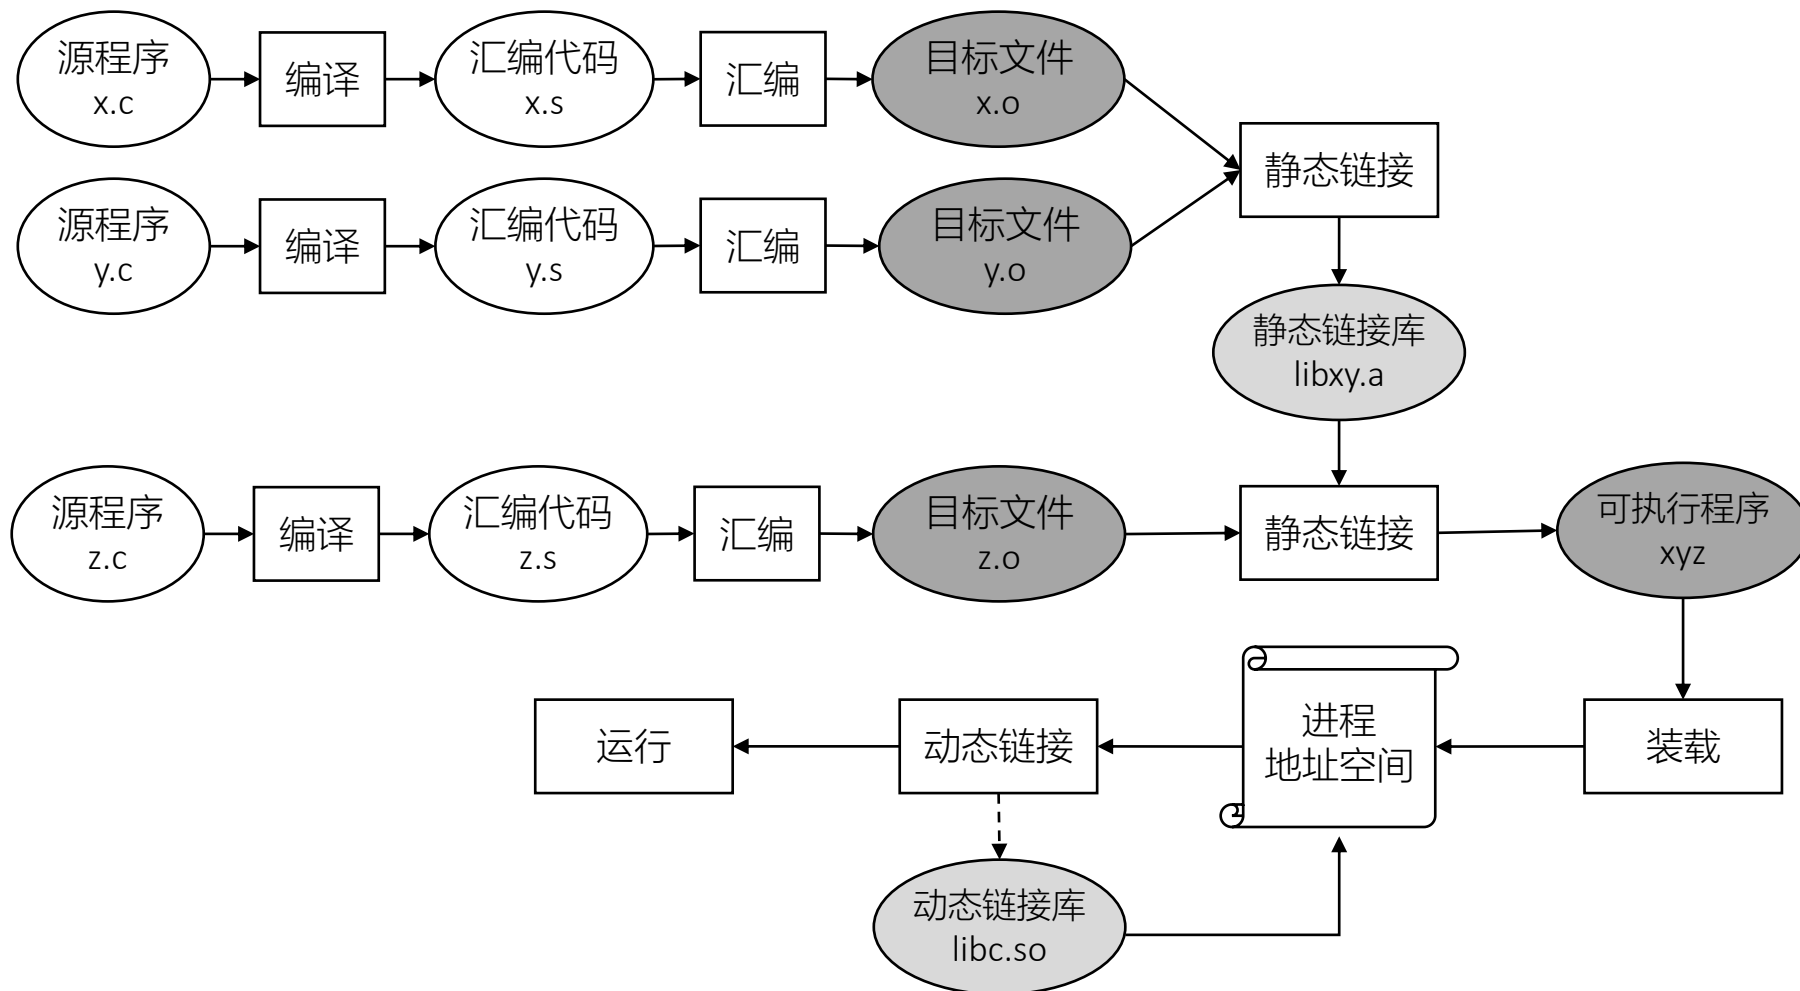 源程序
x.c
编译
汇编代码
x.s
汇编
目标文件
x.o
静态链接
源程序
y.c
编译
汇编代码
y.s
汇编
目标文件
y.o
静态链接库
libxy.a
源程序
z.c
编译
汇编代码
z.s
汇编
目标文件
z.o
静态链接
可执行程序
xyz
运行
动态链接
进程
地址空间
装载
动态链接库
libc.so